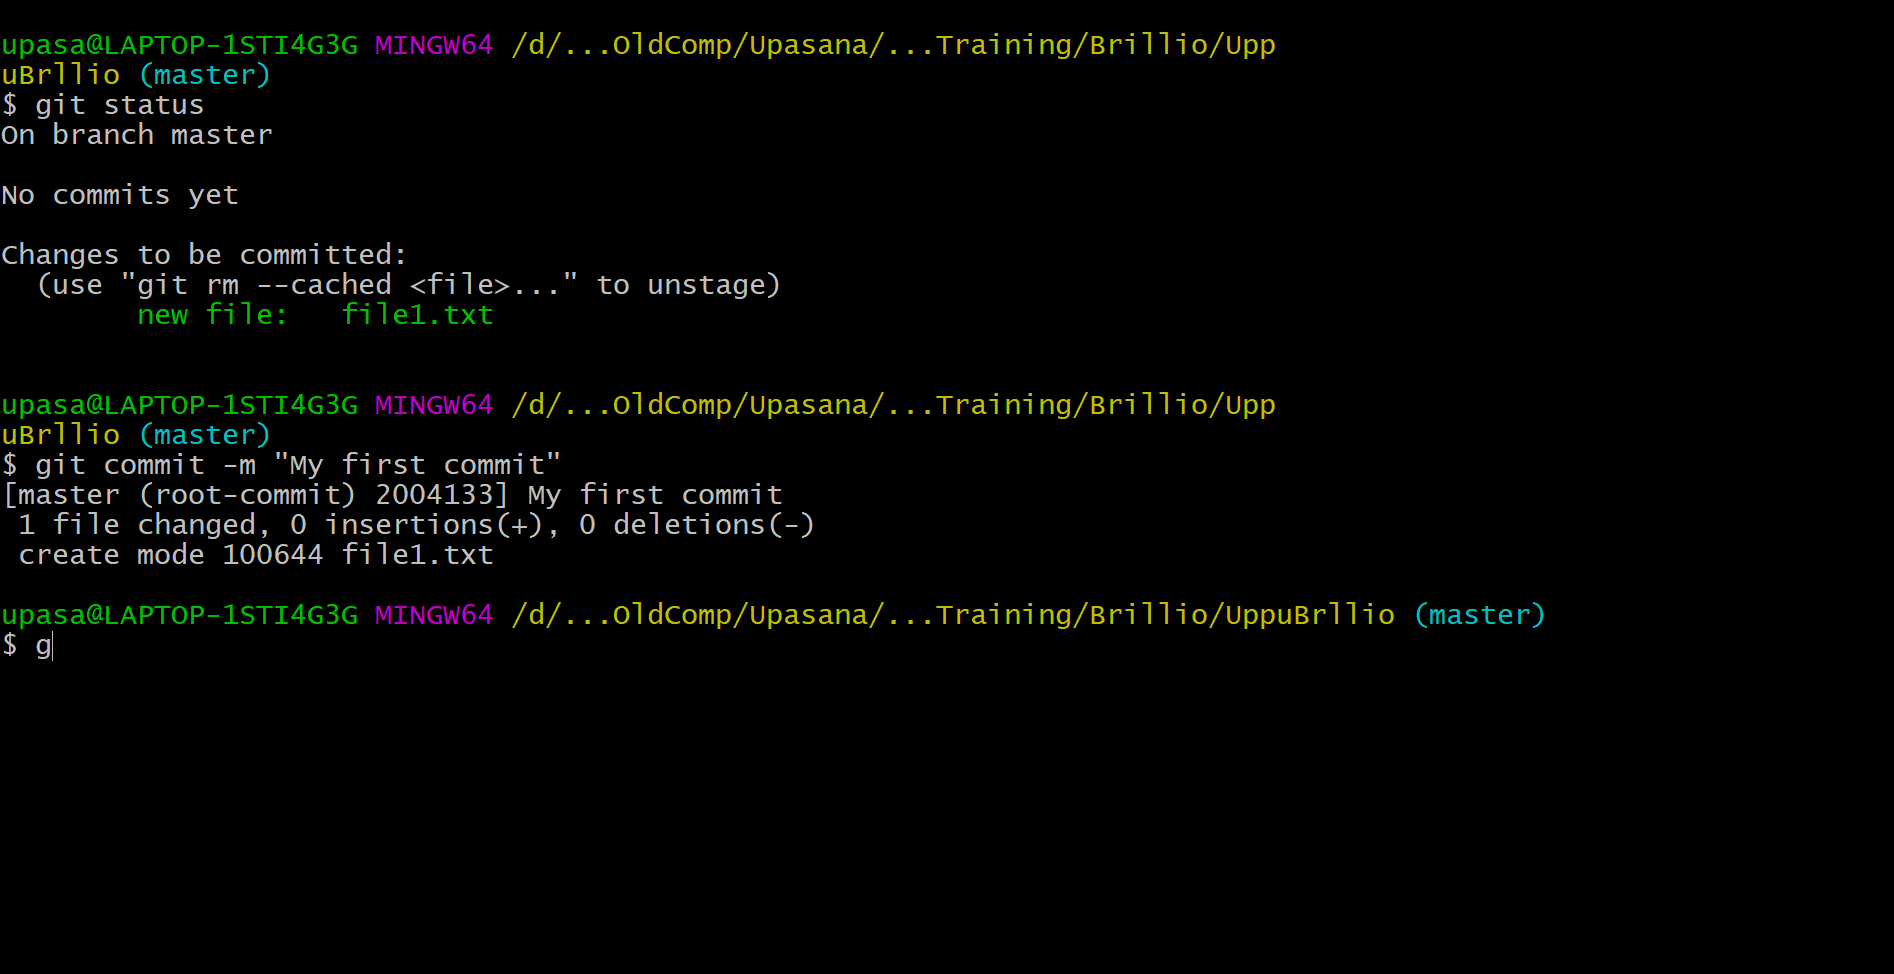 upasa@LAPTOP-1STI4G3G MINGW64 /d/...OldComp/Upasana/...Training/Brillio/Upp
uBrllio (master)
$ git status
On branch master
No commits yet
Changes to be committed:
  (use "git rm --cached <file>..." to unstage)
        new file:   file1.txt
upasa@LAPTOP-1STI4G3G MINGW64 /d/...OldComp/Upasana/...Training/Brillio/Upp
uBrllio (master)
$ git commit -m "My first commit"
[master (root-commit) 2004133] My first commit
 1 file changed, 0 insertions(+), 0 deletions(-)
 create mode 100644 file1.txt
upasa@LAPTOP-1STI4G3G MINGW64 /d/...OldComp/Upasana/...Training/Brillio/UppuBrllio (master)
$ g